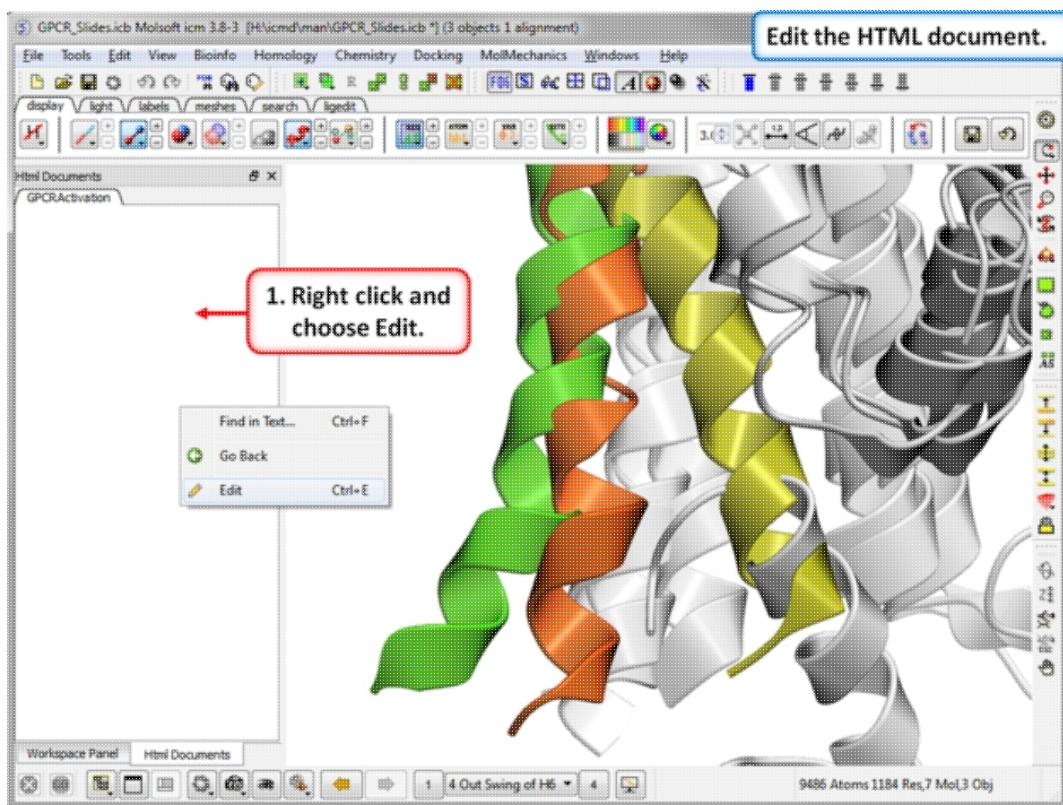 GPCR_Slides.icb Molsoft icm 3.8-3 [H:\icmd\man\GPCR_Slides.icb *] (3 objects 1 alignment)
Edit the HTML document.
File Tools Edit View Bioinfo Homology Chemistry Docking MolMechanics Windows Help
display light labels meshes search ligedit
Html Documents
GPCRActivation
1. Right click and
choose Edit.
Find in Text... Ctrl+F
Go Back
Edit Ctrl+E
Workspace Panel Html Documents
1 4 Out Swing of H6 4 9486 Atoms 1184 Res,7 Mol,3 Obj